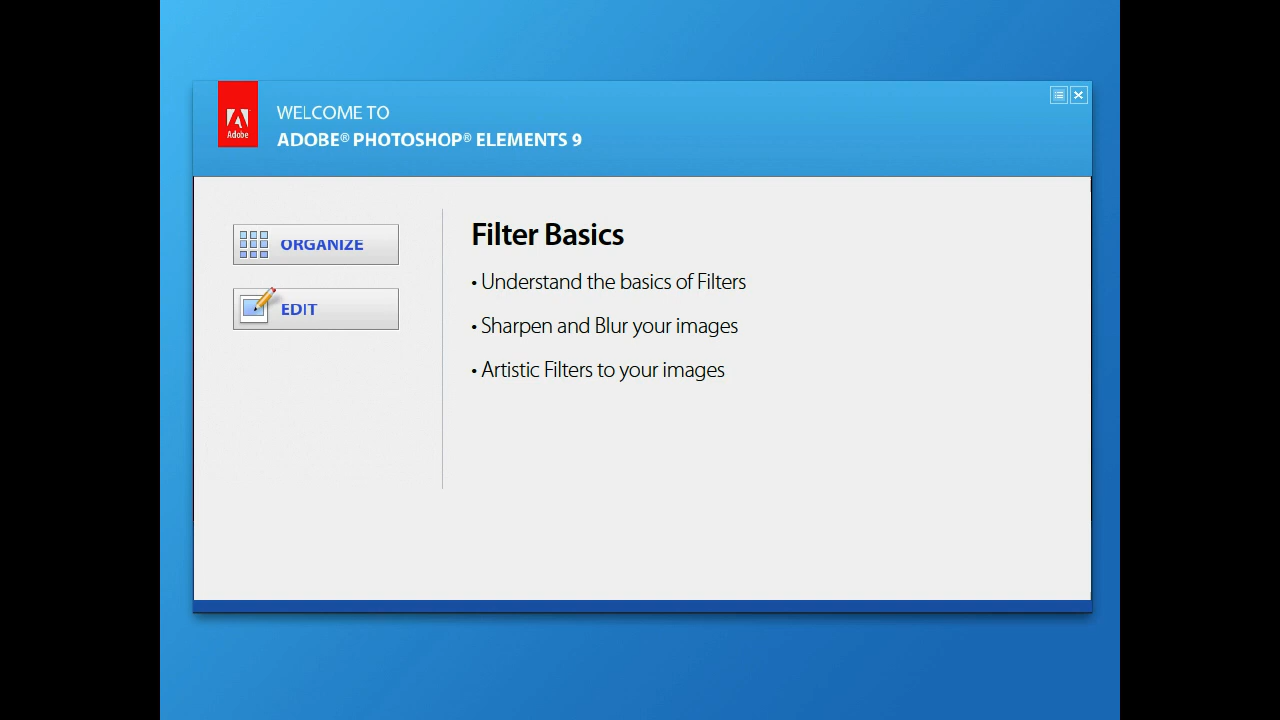 Adobe
WELCOME TO
ADOBE® PHOTOSHOP® ELEMENTS 9
ORGANIZE
EDIT
Filter Basics
• Understand the basics of Filters
• Sharpen and Blur your images
• Artistic Filters to your images